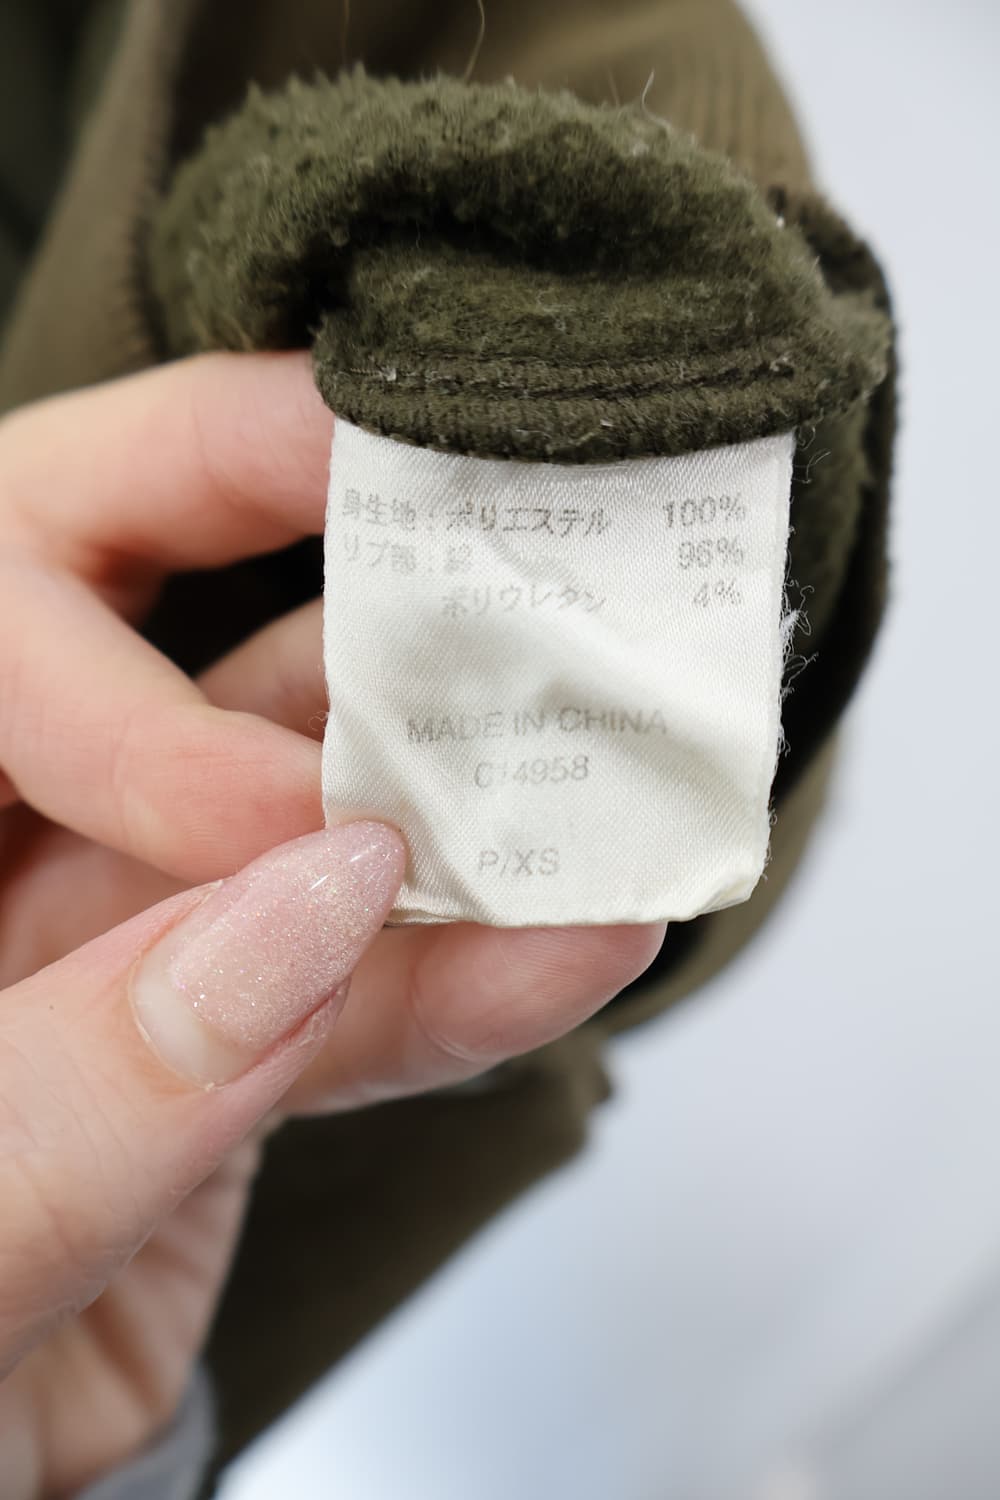 身生地：ポリエステル 100%
リブ部：綿 96%
ポリウレタン 4%
MADE IN CHINA
014958
P/XS